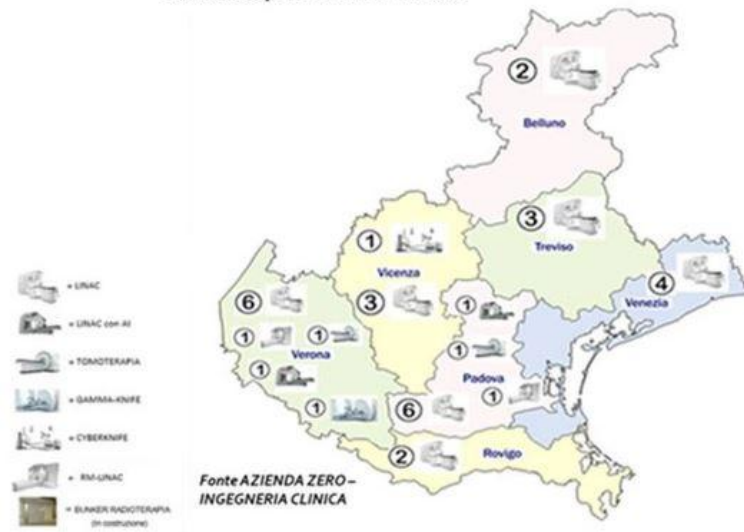 ②
Belluno
③
Treviso
①
Vicenza
③
④
Venezia
⑥
①
①
Verona
①
①
①
①
Padova
①
⑥
②
Rovigo
= LINAC
= LINAC con AI
= TOMOTERAPIA
= GAMMA-KNIFE
= CYBERKNIFE
= RM-LINAC
= BUNKER RADIOTERAPIA
(in costruzione)
Fonte AZIENDA ZERO –
INGEGNERIA CLINICA